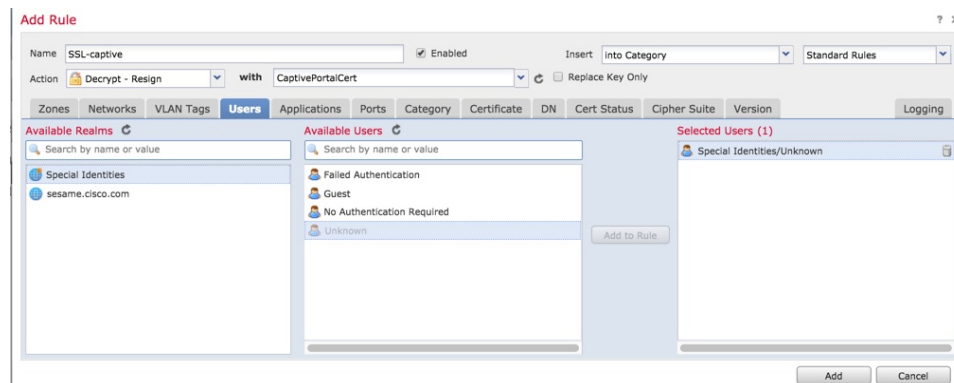 Add Rule
?
Name SSL-captive Enabled Insert into Category Standard Rules
Action Decrypt - Resign with CaptivePortalCert Replace Key Only
Zones Networks VLAN Tags Users Applications Ports Category Certificate DN Cert Status Cipher Suite Version Logging
Available Realms Available Users Selected Users (1)
Search by name or value Search by name or value Special Identities/Unknown
Special Identities Failed Authentication
sesame.cisco.com Guest
No Authentication Required
Unknown Add to Rule
Add Cancel